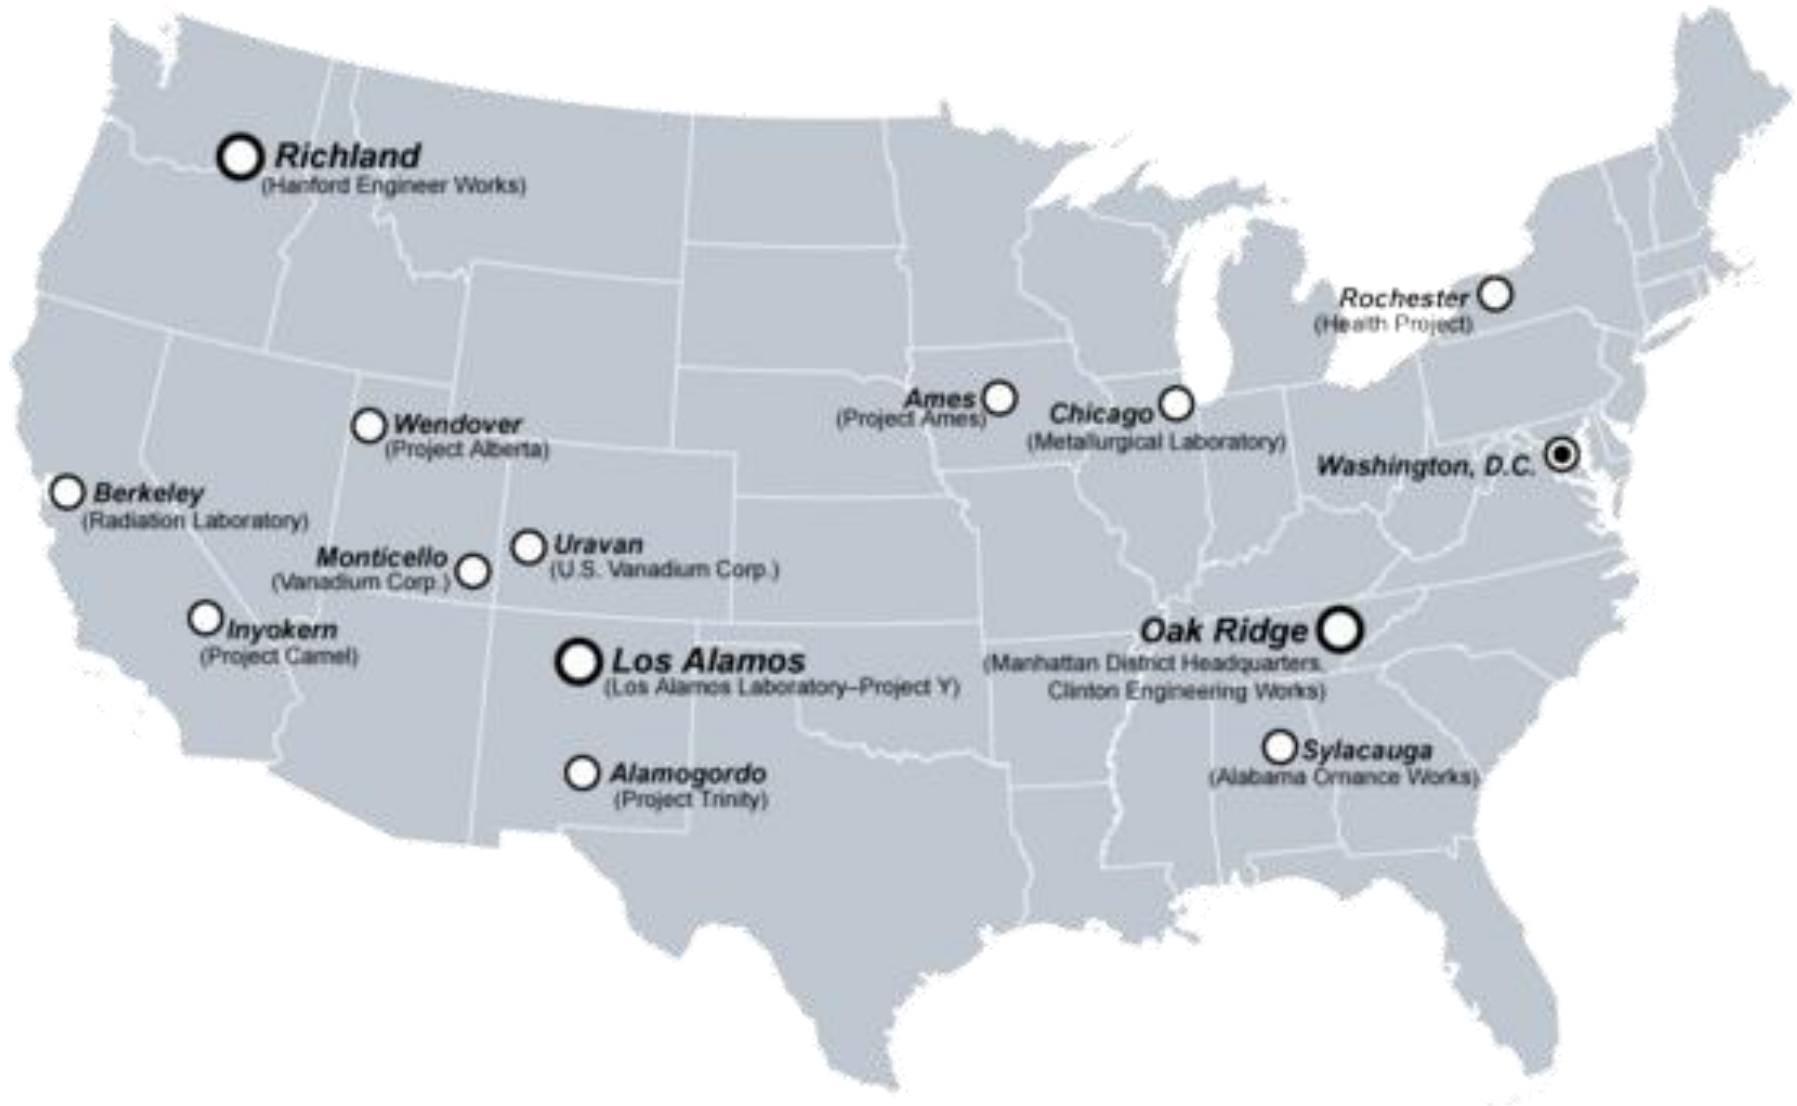 Richland
(Hanford Engineer Works)
Rochester
(Health Project)
Ames
(Project Ames)
Chicago
(Metallurgical Laboratory)
Wendover
(Project Alberta)
Washington, D.C.
Berkeley
(Radiation Laboratory)
Monticello
(Vanadium Corp.)
Uravan
(U.S. Vanadium Corp.)
Inyokern
(Project Camel)
Los Alamos
(Los Alamos Laboratory–Project Y)
Oak Ridge
(Manhattan District Headquarters,
Clinton Engineering Works)
Sylacauga
(Alabama Ornance Works)
Alamogordo
(Project Trinity)